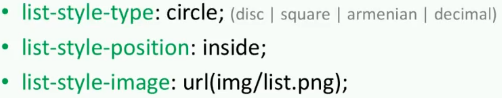 • list-style-type: circle; (disc | square | armenian | decimal)
• list-style-position: inside;
• list-style-image: url(img/list.png);